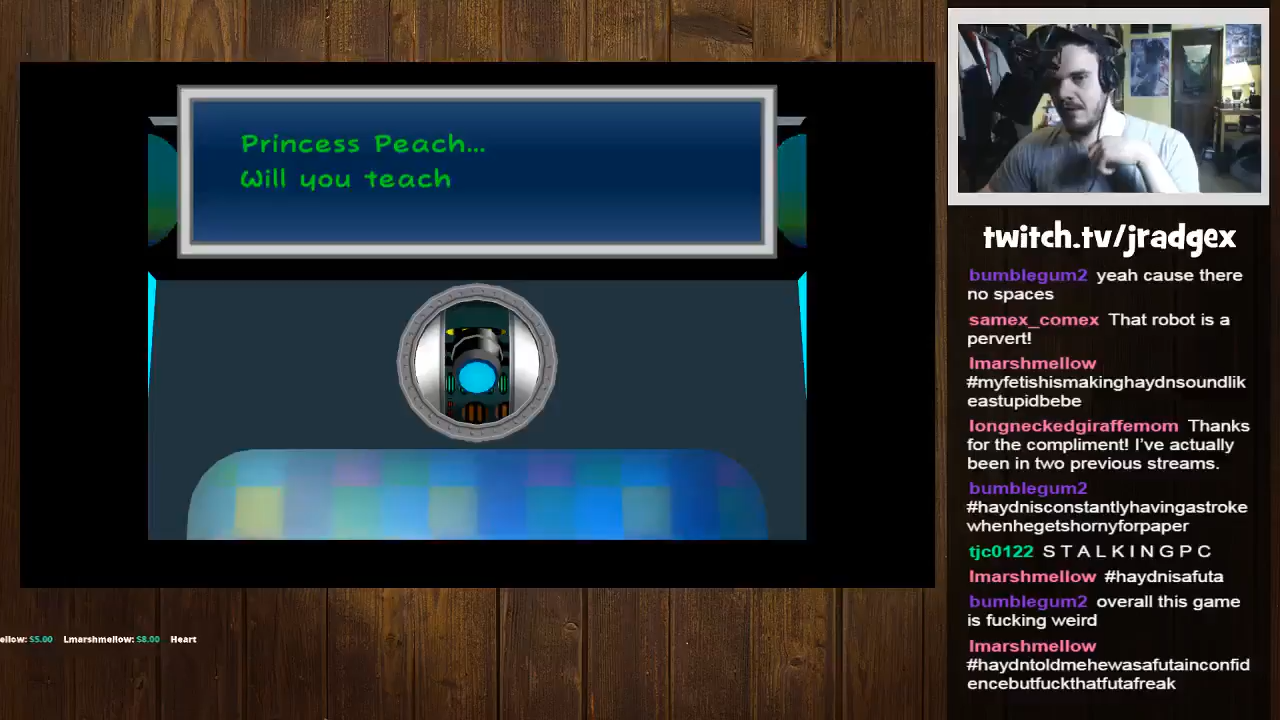 Princess Peach...
Will you teach
twitch.tv/jradgex
bumblegum2 yeah cause there
no spaces
samex_comex That robot is a
pervert!
lmarshmellow
#myfetishismakinghaydnsoundlik
eastupidbebe
longneckedgiraffemom Thanks
for the compliment! I've actually
been in two previous streams.
bumblegum2
#haydnisconstantlyhavingastroke
whenhegetshornyforpaper
tjc0122 S T A L K I N G P C
lmarshmellow #haydnisafuta
bumblegum2 overall this game
is fucking weird
lmarshmellow
#haydntoldmehewasafutainconfid
encebutfuckthatfutafreak
ellow: $5.00 Lmarshmellow: $8.00 Heart